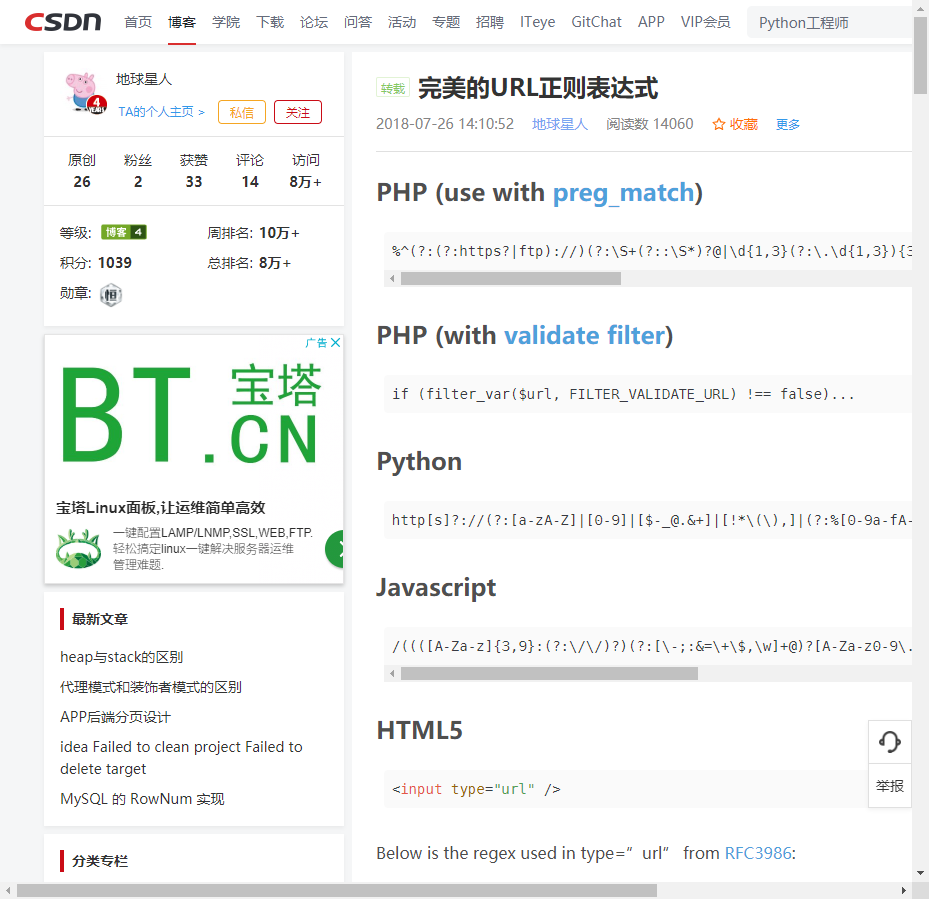 CSDN 首页 博客 学院 下载 论坛 问答 活动 专题 招聘 ITeye GitChat APP VIP会员 Python工程师
地球星人
TA的个人主页 > 私信 关注
原创 粉丝 获赞 评论 访问
26 2 33 14 8万+
等级: 博客 4 周排名: 10万+
积分: 1039 总排名: 8万+
勋章: 恒
广告
BT.CN 宝塔
宝塔Linux面板,让运维简单高效
一键配置LAMP/LNMP,SSL,WEB,FTP.
轻松搞定linux一键解决服务器运维
管理难题.
最新文章
heap与stack的区别
代理模式和装饰者模式的区别
APP后端分页设计
idea Failed to clean project Failed to
delete target
MySQL 的 RowNum 实现
分类专栏
转载 完美的URL正则表达式
2018-07-26 14:10:52 地球星人 阅读数 14060 收藏 更多
PHP (use with preg_match)
%^(?:(?:https?|ftp)://)(?:\S+(?::\S*)?@|\d{1,3}(?:\.\d{1,3}){3
PHP (with validate filter)
if (filter_var($url, FILTER_VALIDATE_URL) !== false)...
Python
http[s]?://(?:[a-zA-Z]|[0-9]|[$-_@.&+]|[!*\(\),]|(?:%[0-9a-fA-
Javascript
/((([A-Za-z]{3,9}:(?:\/\/)?)(?:[\-;:&=\+\$,\w]+@)?[A-Za-z0-9\.
HTML5
<input type="url" />
Below is the regex used in type=”url“ from RFC3986:
举报